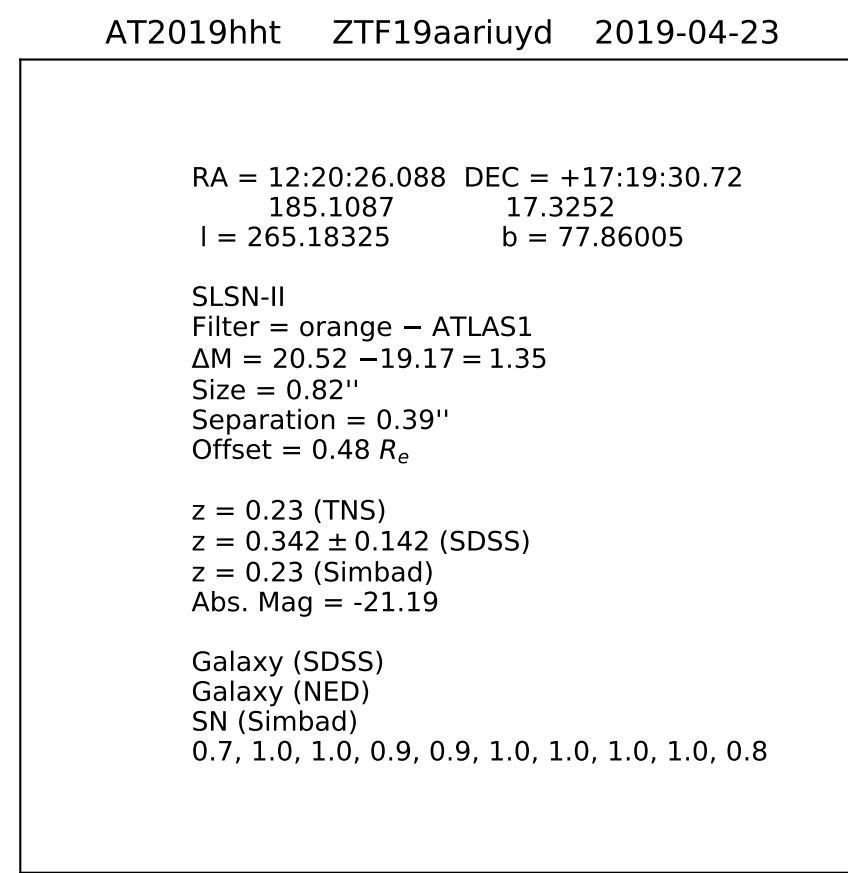 AT2019hht ZTF19aariuyd 2019-04-23
RA = 12:20:26.088 DEC = +17:19:30.72
185.1087 17.3252
l = 265.18325 b = 77.86005
SLSN-II
Filter = orange − ATLAS1
ΔM = 20.52 −19.17 = 1.35
Size = 0.82''
Separation = 0.39''
Offset = 0.48 Rₑ
z = 0.23 (TNS)
z = 0.342 ± 0.142 (SDSS)
z = 0.23 (Simbad)
Abs. Mag = -21.19
Galaxy (SDSS)
Galaxy (NED)
SN (Simbad)
0.7, 1.0, 1.0, 0.9, 0.9, 1.0, 1.0, 1.0, 1.0, 0.8